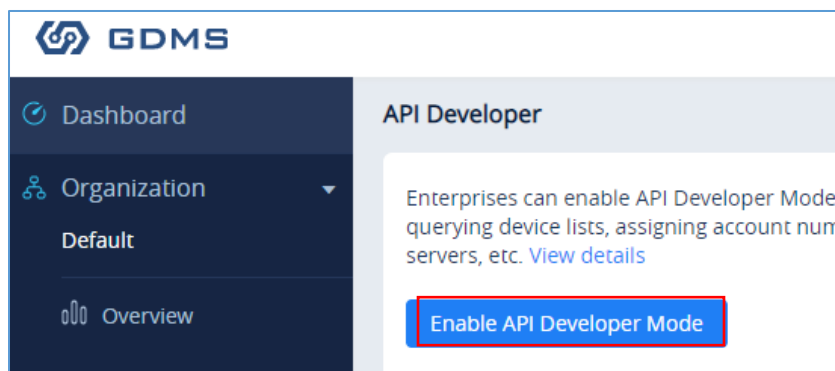 GDMS
Dashboard
Organization
Default
Overview
API Developer
Enterprises can enable API Developer Mode
querying device lists, assigning account
servers, etc. View details
Enable API Developer Mode